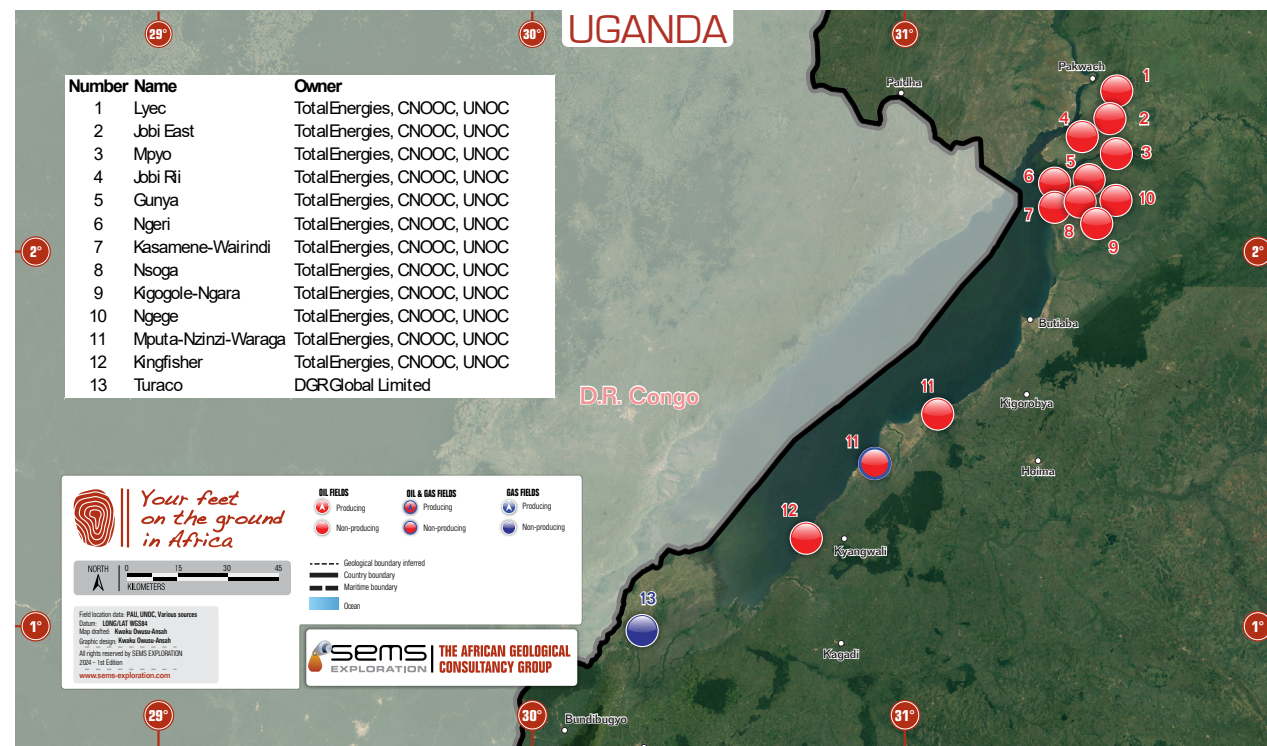 UGANDA
29°
30°
31°
Number Name Owner
1 Lyec TotalEnergies, CNOOC, UNOC
2 Jobi East TotalEnergies, CNOOC, UNOC
3 Mpyo TotalEnergies, CNOOC, UNOC
4 Jobi Rii TotalEnergies, CNOOC, UNOC
5 Gunya TotalEnergies, CNOOC, UNOC
6 Ngeri TotalEnergies, CNOOC, UNOC
7 Kasamene-Wairindi TotalEnergies, CNOOC, UNOC
8 Nsoga TotalEnergies, CNOOC, UNOC
9 Kigogole-Ngara TotalEnergies, CNOOC, UNOC
10 Ngege TotalEnergies, CNOOC, UNOC
11 Mputa-Nzinzi-Waraga TotalEnergies, CNOOC, UNOC
12 Kingfisher TotalEnergies, CNOOC, UNOC
13 Turaco DGR Global Limited
Pakwach
Paidha
1
2
4
3
5
6
10
7
8
9
2°
2°
Butiaba
D.R. Congo
Kigorobya
11
11
Hoima
12
Kyangwali
13
1°
1°
Kagadi
Bundibugyo
29°
30°
31°
Your feet
on the ground
in Africa
OIL FIELDS
Producing
Non-producing
OIL & GAS FIELDS
Producing
Non-producing
GAS FIELDS
Producing
Non-producing
Geological boundary inferred
Country boundary
Maritime boundary
Ocean
NORTH
0 15 30 45
KILOMETERS
Field location data: PAU, UNOC, Various sources
Datum: LONG/LAT WGS84
Map drafted: Kwaku Owusu-Ansah
Graphic design: Kwaku Owusu-Ansah
All rights reserved by SEMS EXPLORATION
2024 – 1st Edition
www.sems-exploration.com
sems
EXPLORATION
THE AFRICAN GEOLOGICAL
CONSULTANCY GROUP